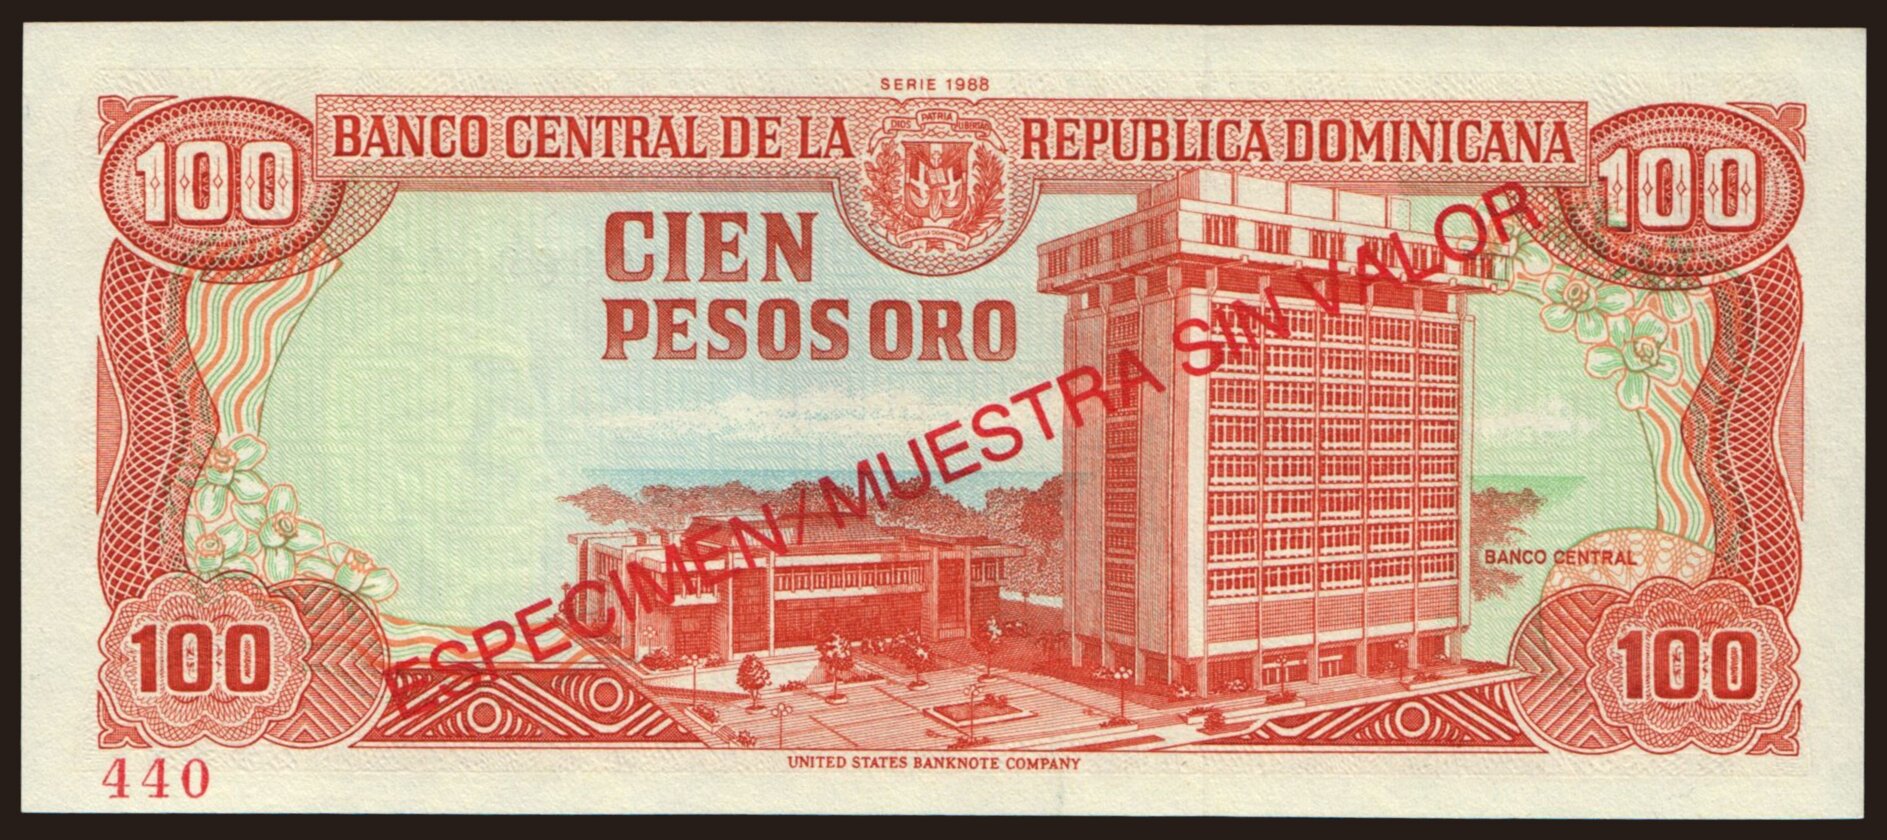 SERIE 1988
100
BANCO CENTRAL DE LA REPUBLICA DOMINICANA
100
DIOS PATRIA LIBERTAD
REPUBLICA DOMINICANA
CIEN
PESOS ORO
ESPECIMEN/MUESTRA SIN VALOR
BANCO CENTRAL
100
100
UNITED STATES BANKNOTE COMPANY
440